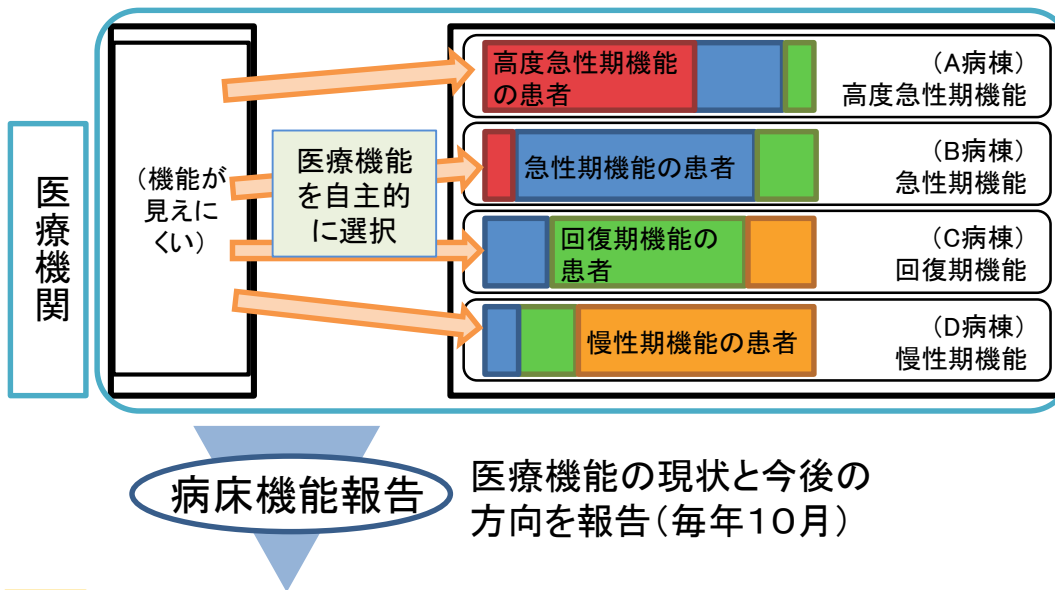 医療機関
(機能が
見えに
くい)
医療機能
を自主的
に選択
高度急性期機能
の患者
(A病棟)
高度急性期機能
急性期機能の患者
(B病棟)
急性期機能
回復期機能の
患者
(C病棟)
回復期機能
慢性期機能の患者
(D病棟)
慢性期機能
病床機能報告
医療機能の現状と今後の
方向を報告(毎年10月)